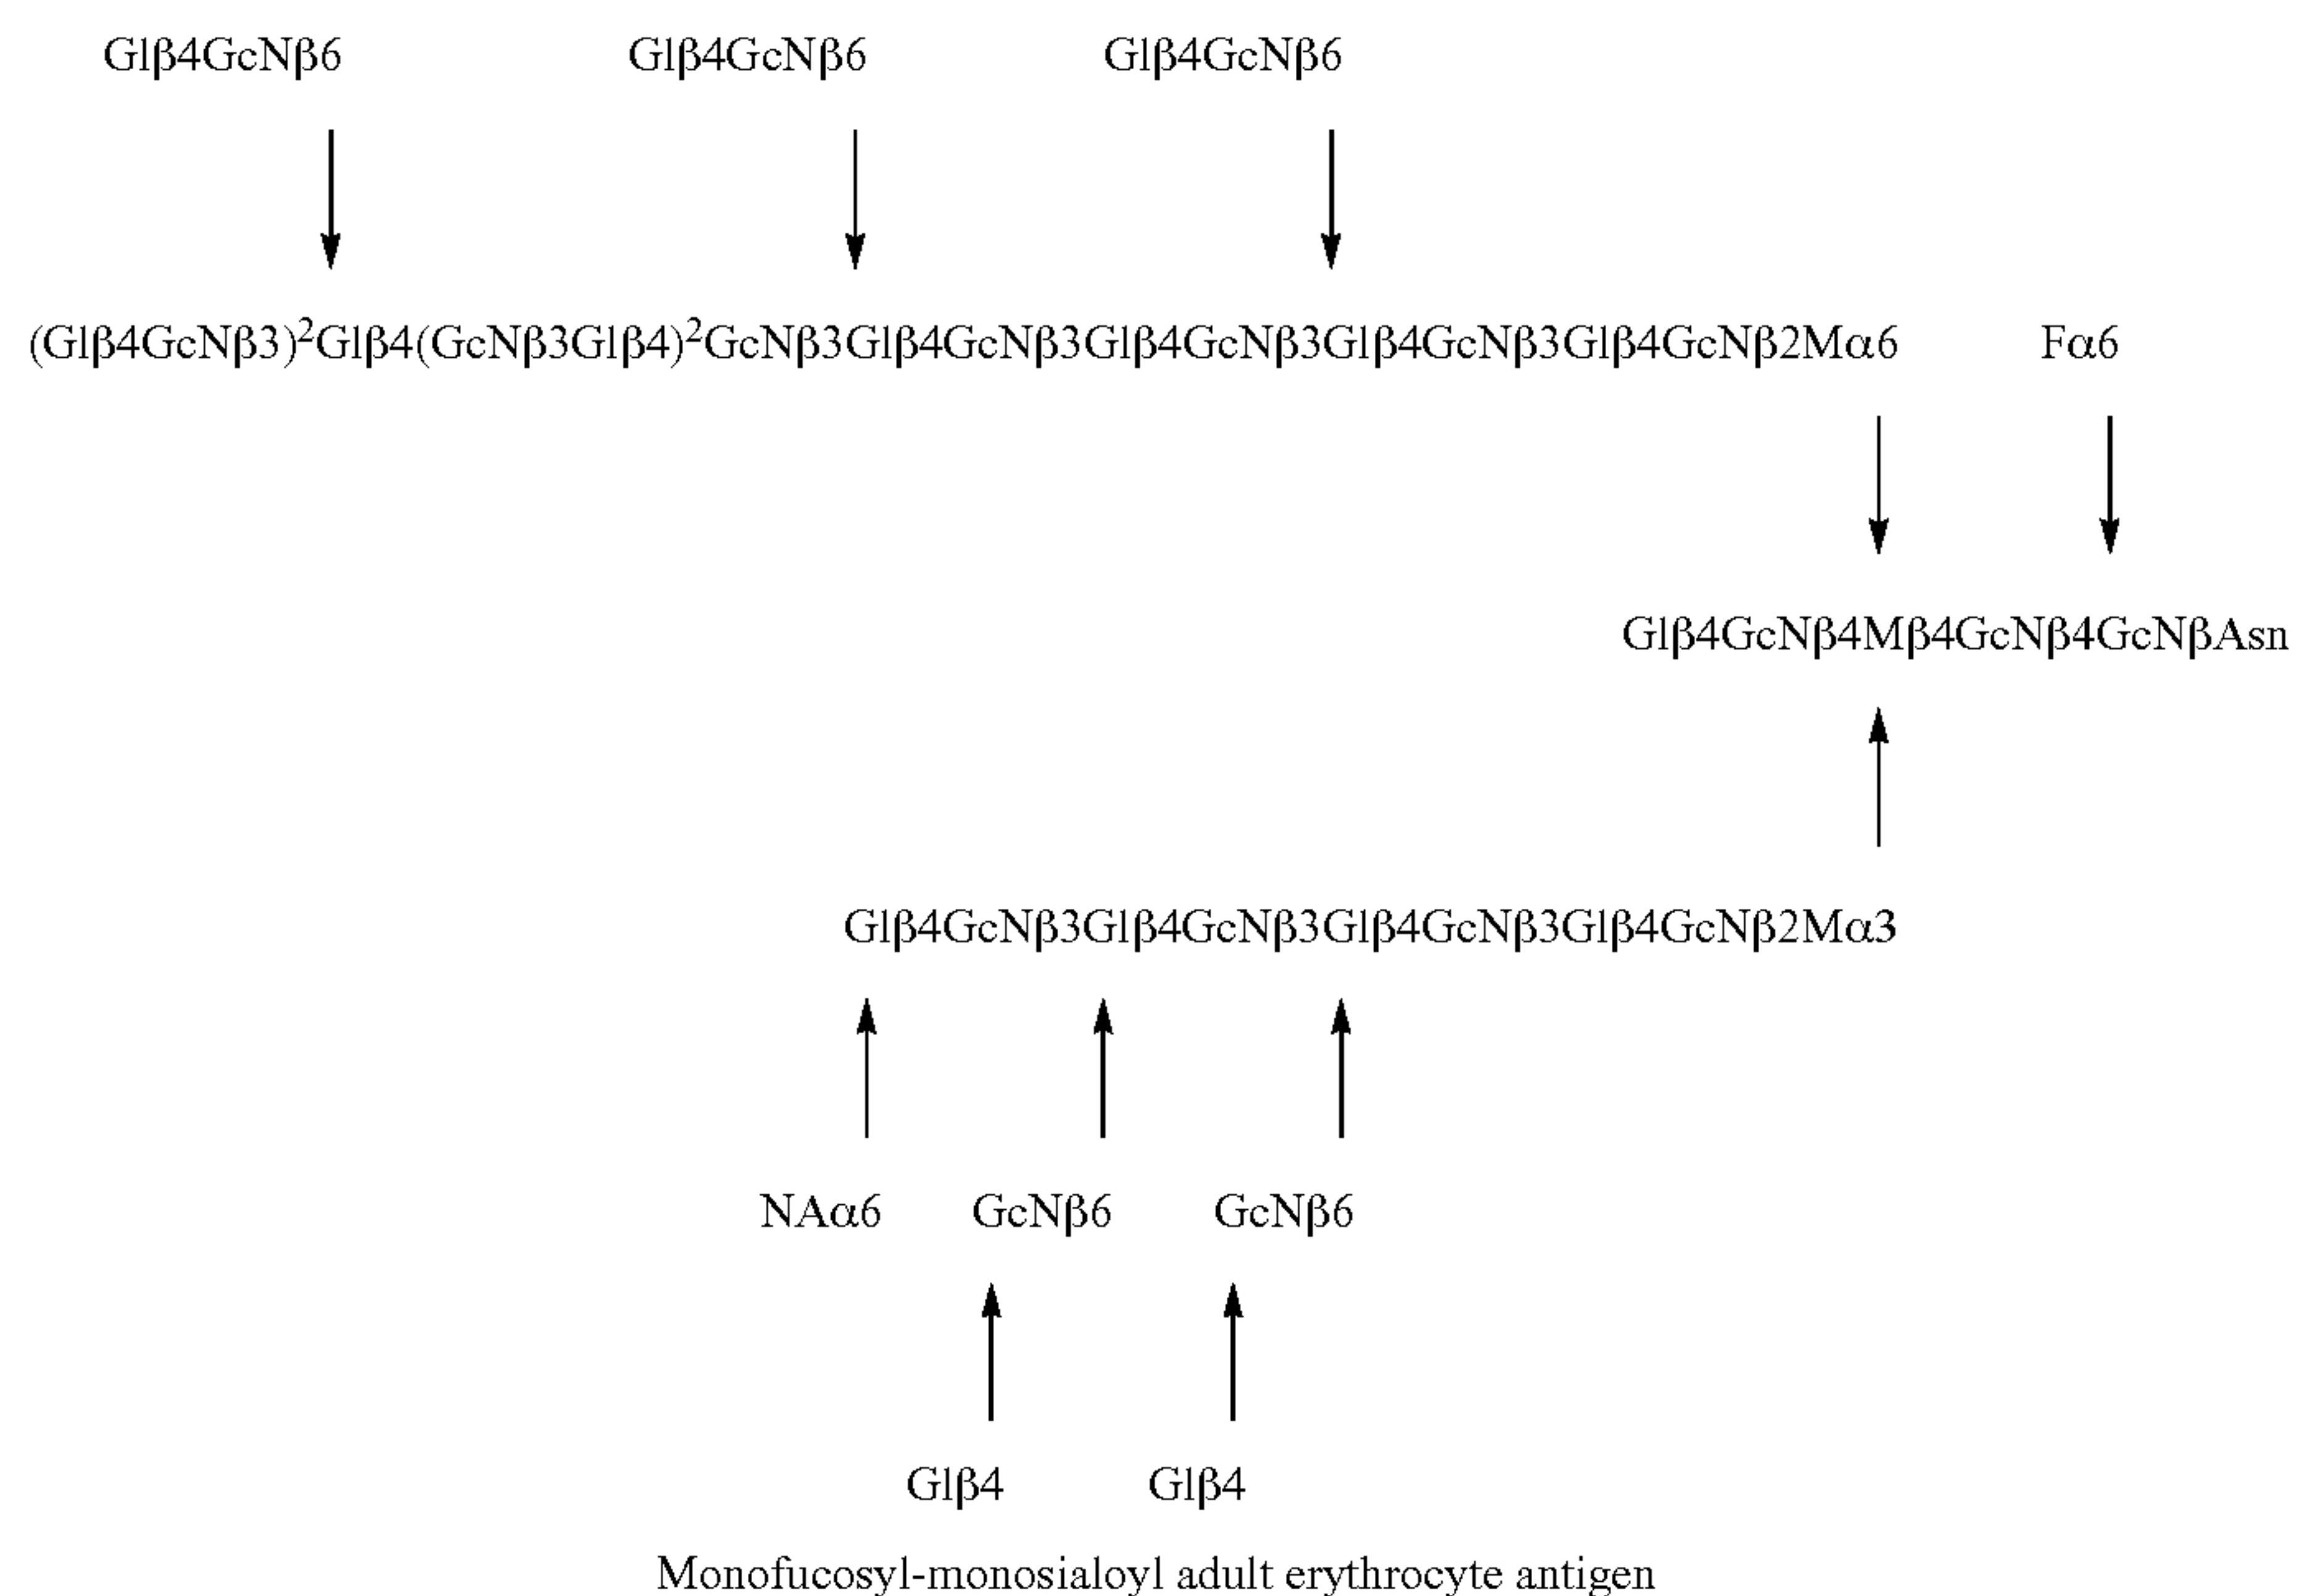 Glβ4GcNβ6 Glβ4GcNβ6 Glβ4GcNβ6
(Glβ4GcNβ3)²Glβ4(GcNβ3Glβ4)²GcNβ3Glβ4GcNβ3Glβ4GcNβ3Glβ4GcNβ3Glβ4GcNβ2Mα6 Fα6
Glβ4GcNβ4Mβ4GcNβ4GcNβAsn
Glβ4GcNβ3Glβ4GcNβ3Glβ4GcNβ3Glβ4GcNβ2Mα3
NAα6 GcNβ6 GcNβ6
Glβ4 Glβ4
Monofucosyl-monosialoyl adult erythrocyte antigen